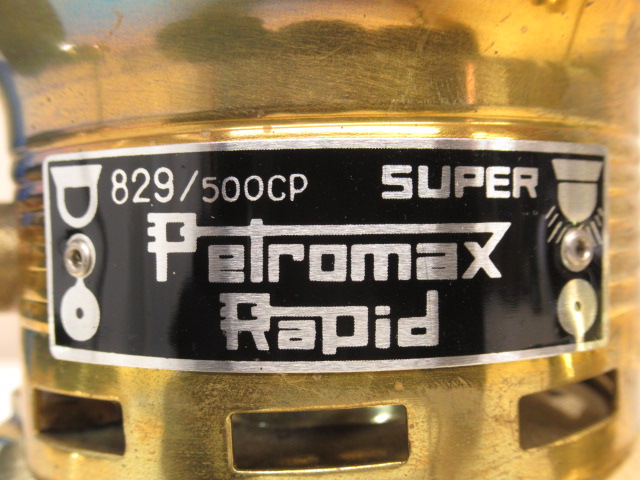 829/500CP SUPER
Petromax
Rapid